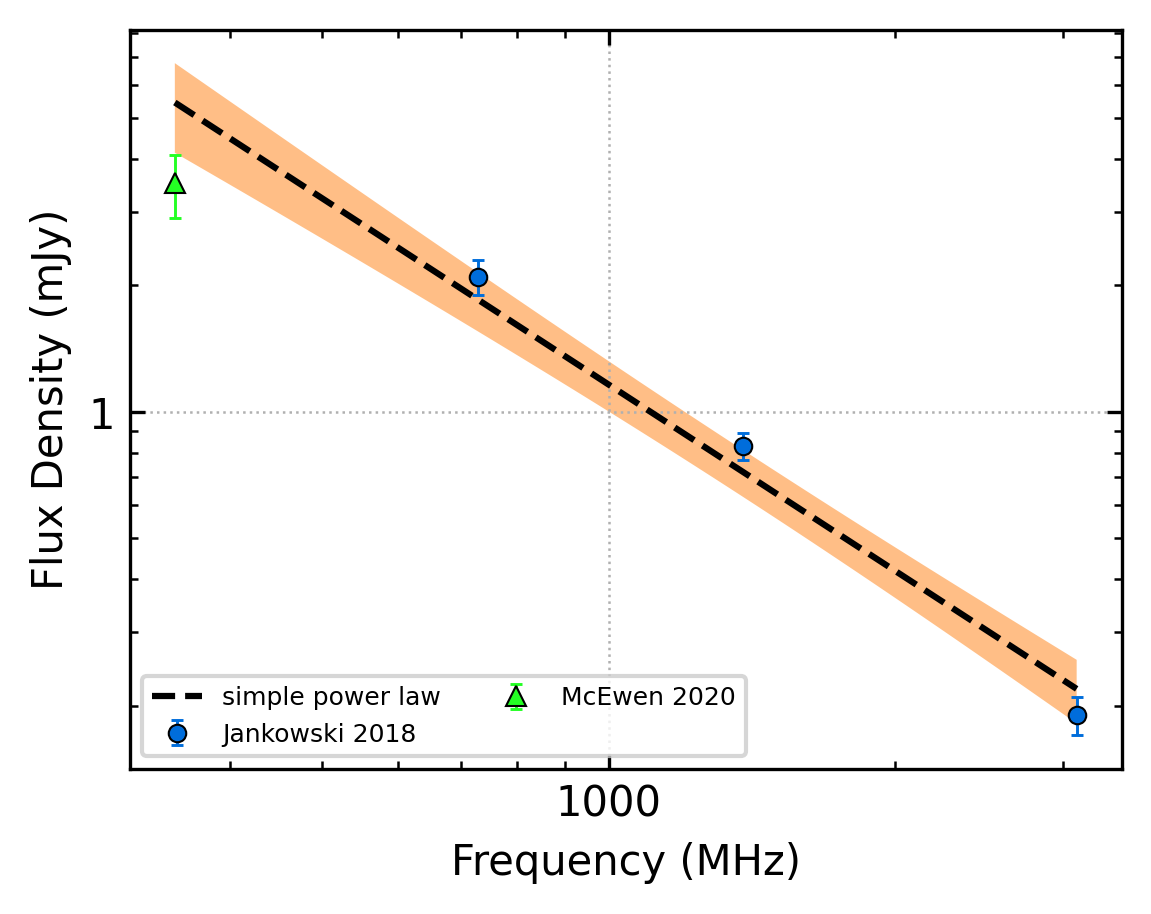 Flux Density (mJy)
1
simple power law
Jankowski 2018
McEwen 2020
1000
Frequency (MHz)